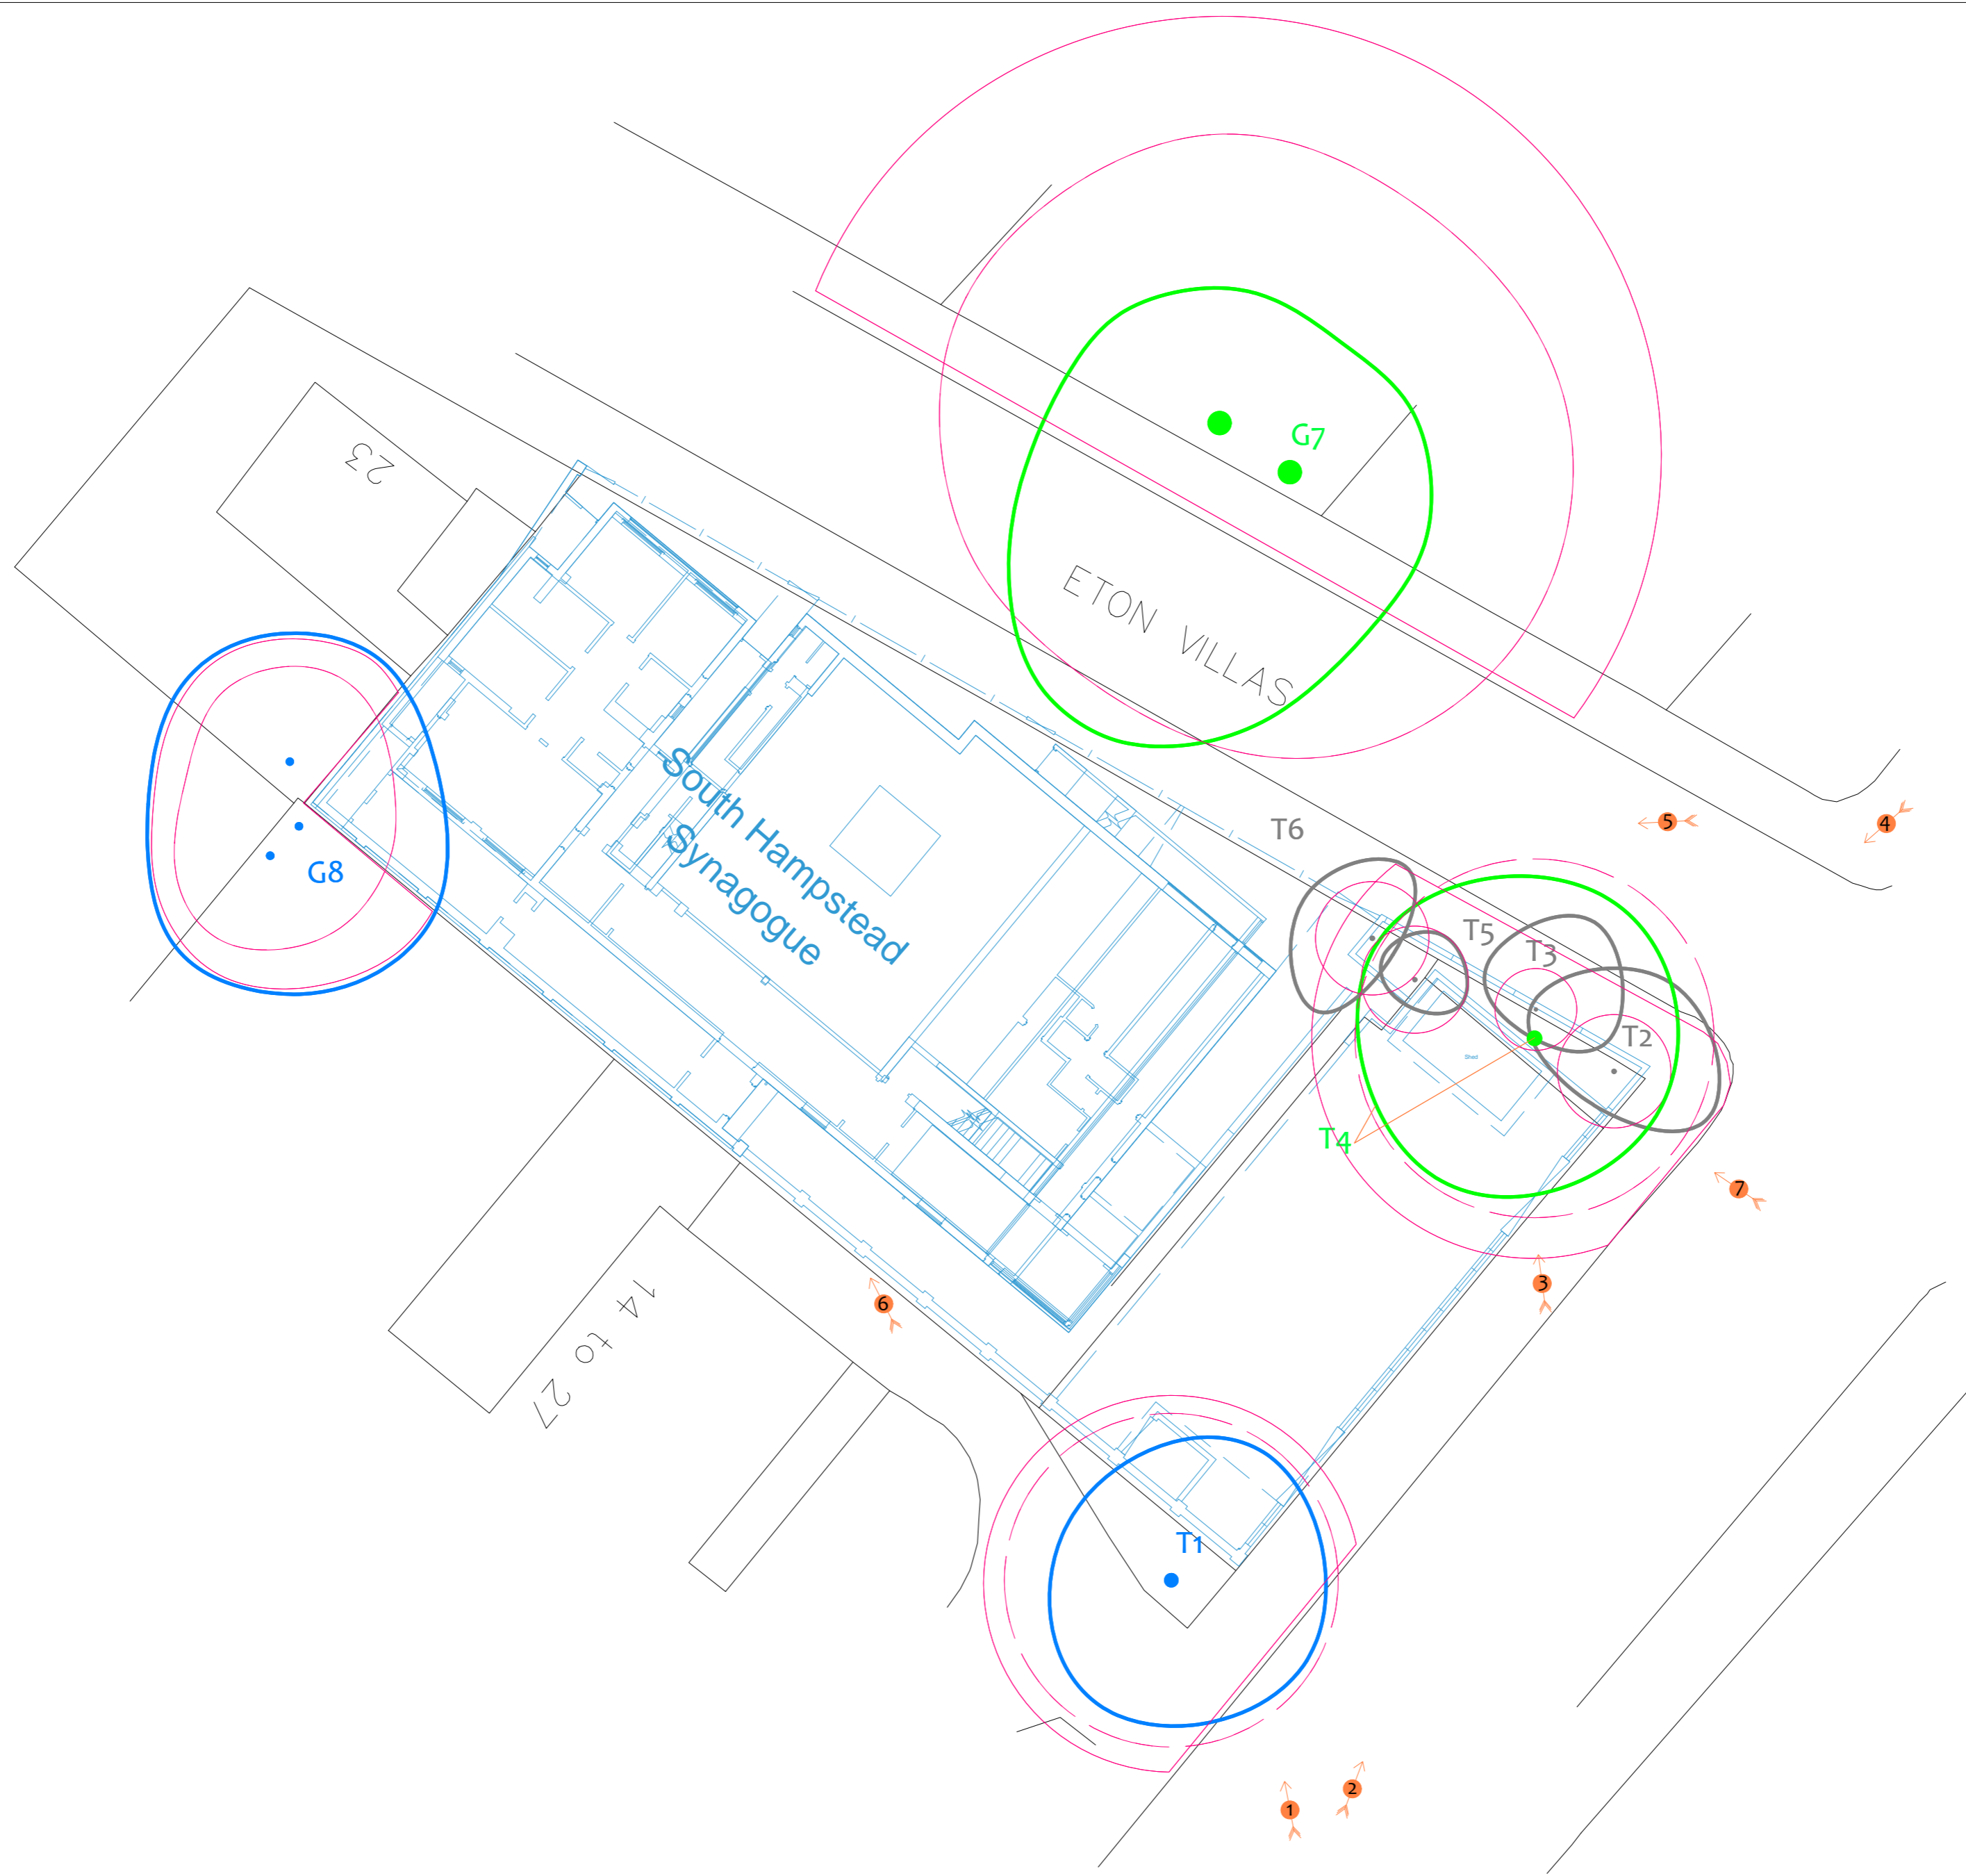 G7
23
ETON VILLAS
South Hampstead
Synagogue
5
4
T6
G8
T5
T3
T2
Shed
T4
7
3
6
14 to 27
T1
2
1